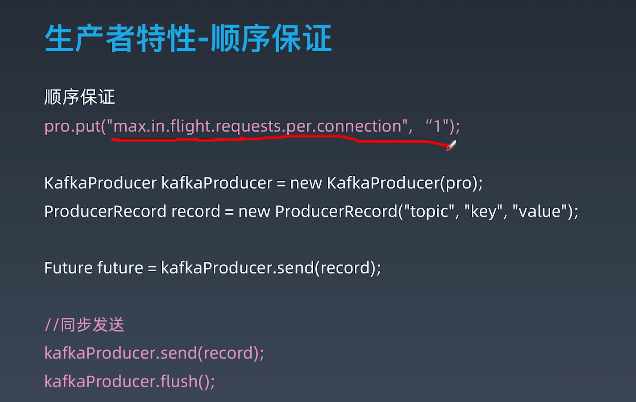 生产者特性-顺序保证
顺序保证
pro.put("max.in.flight.requests.per.connection", “1");
KafkaProducer kafkaProducer = new KafkaProducer(pro);
ProducerRecord record = new ProducerRecord("topic", "key", "value");
Future future = kafkaProducer.send(record);
//同步发送
kafkaProducer.send(record);
kafkaProducer.flush();